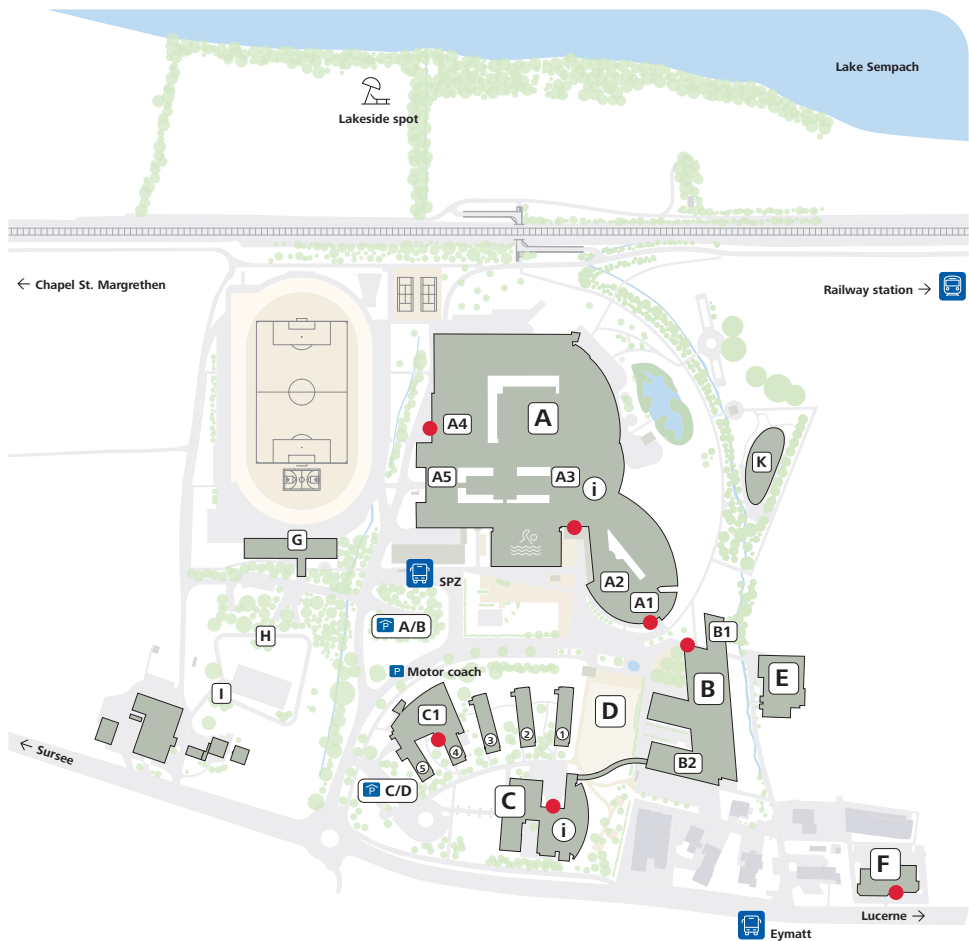 Lake Sempach
Lakeside spot
← Chapel St. Margrethen
Railway station →
A
A4
K
A5
A3
i
G
A2
SPZ
A1
A/B
B1
H
P
P Motor coach
E
B
I
D
C1
1
2
3
4
B2
5
← Sursee
P
C/D
C
i
F
Lucerne →
Eymatt